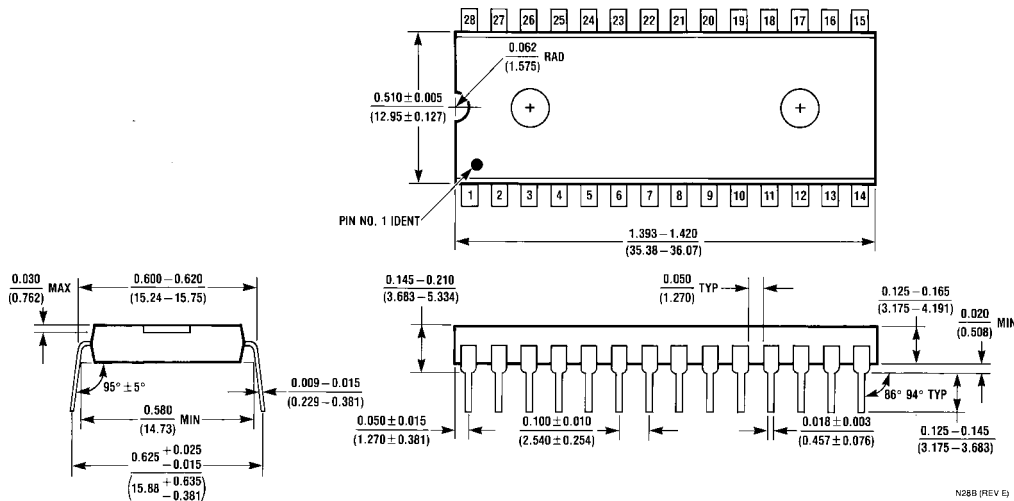 28 27 26 25 24 23 22 21 20 19 18 17 16 15
0.062
(1.575)
RAD
0.510 ± 0.005
(12.95 ± 0.127)
PIN NO. 1 IDENT
1 2 3 4 5 6 7 8 9 10 11 12 13 14
1.393 – 1.420
(35.38 – 36.07)
0.030
(0.762)
MAX
0.600 – 0.620
(15.24 – 15.75)
95° ± 5°
0.009 – 0.015
(0.229 – 0.381)
0.580
(14.73)
MIN
0.625 +0.025
-0.015
(15.88 +0.635
-0.381)
0.145 – 0.210
(3.683 – 5.334)
0.050
(1.270)
TYP
0.125 – 0.165
(3.175 – 4.191)
0.020
(0.508)
MIN
86° 94° TYP
0.050 ± 0.015
(1.270 ± 0.381)
0.100 ± 0.010
(2.540 ± 0.254)
0.018 ± 0.003
(0.457 ± 0.076)
0.125 – 0.145
(3.175 – 3.683)
N28B (REV E)